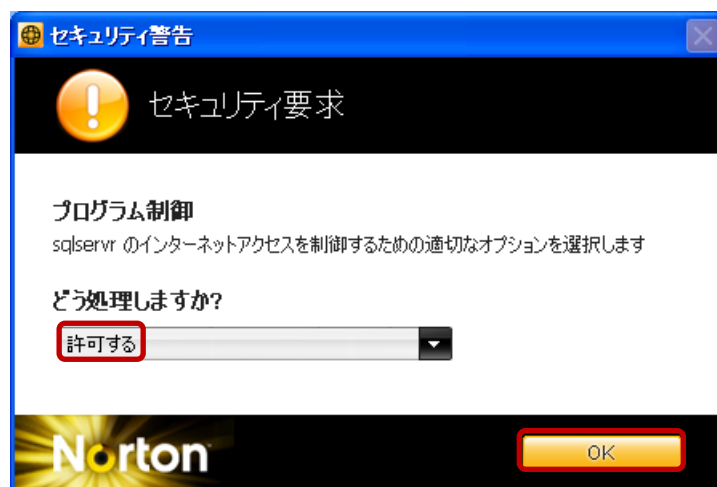 セキュリティ警告
セキュリティ要求
プログラム制御
sqlservr のインターネットアクセスを制御するための適切なオプションを選択します
どう処理しますか?
許可する
Norton
OK